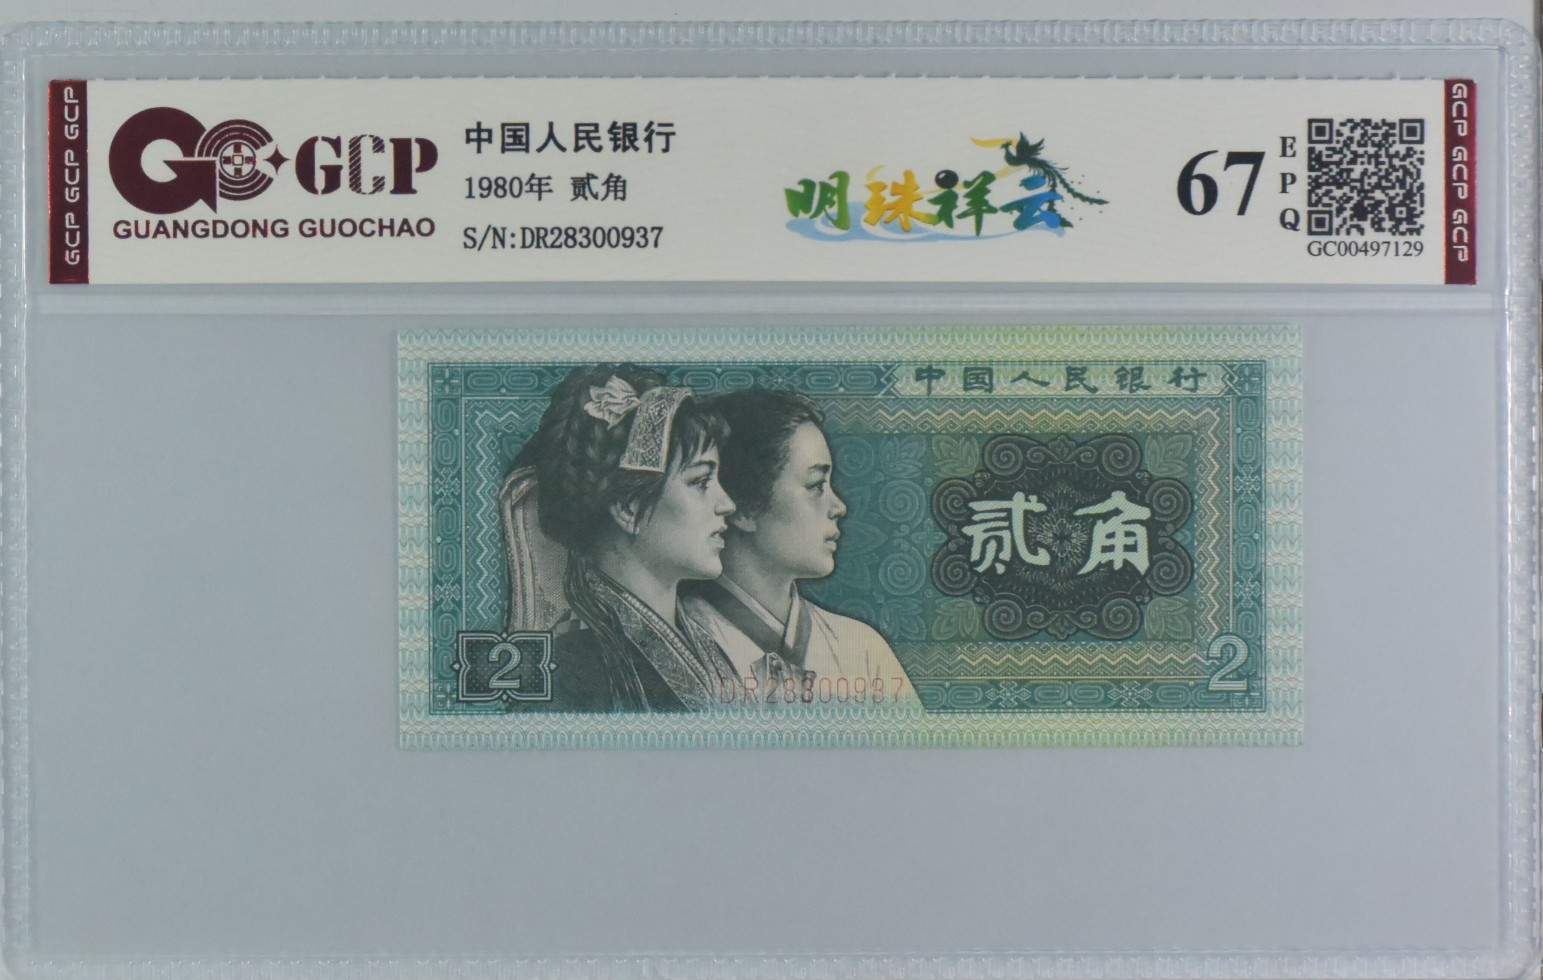 GCP GCP GCP
GCP
GUANGDONG GUOCHAO
中国人民银行
1980年 贰角
S/N:DR28300937
明珠祥云
67
EPQ
GC00497129
GCP GCP GCP
中国人民银行
贰角
2
2
DR28300937